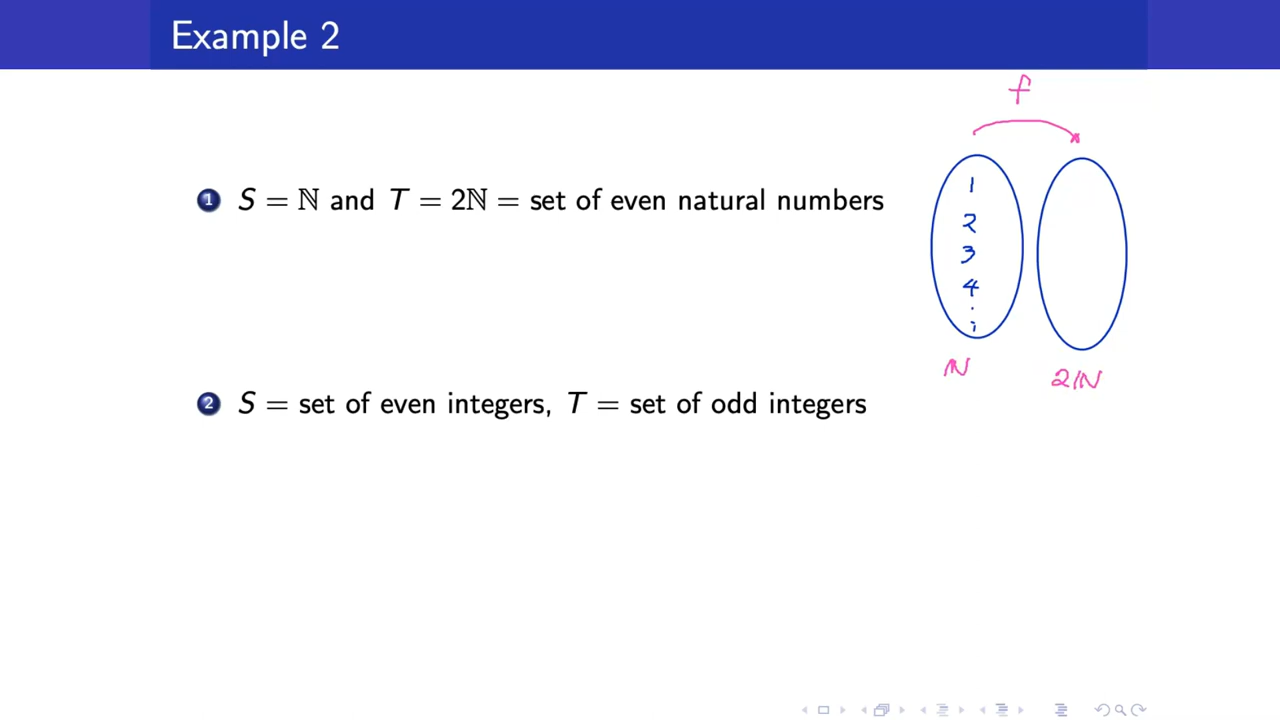 Example 2
f
1 S = ℕ and T = 2ℕ = set of even natural numbers
1
2
3
4
ℕ
2ℕ
2 S = set of even integers, T = set of odd integers